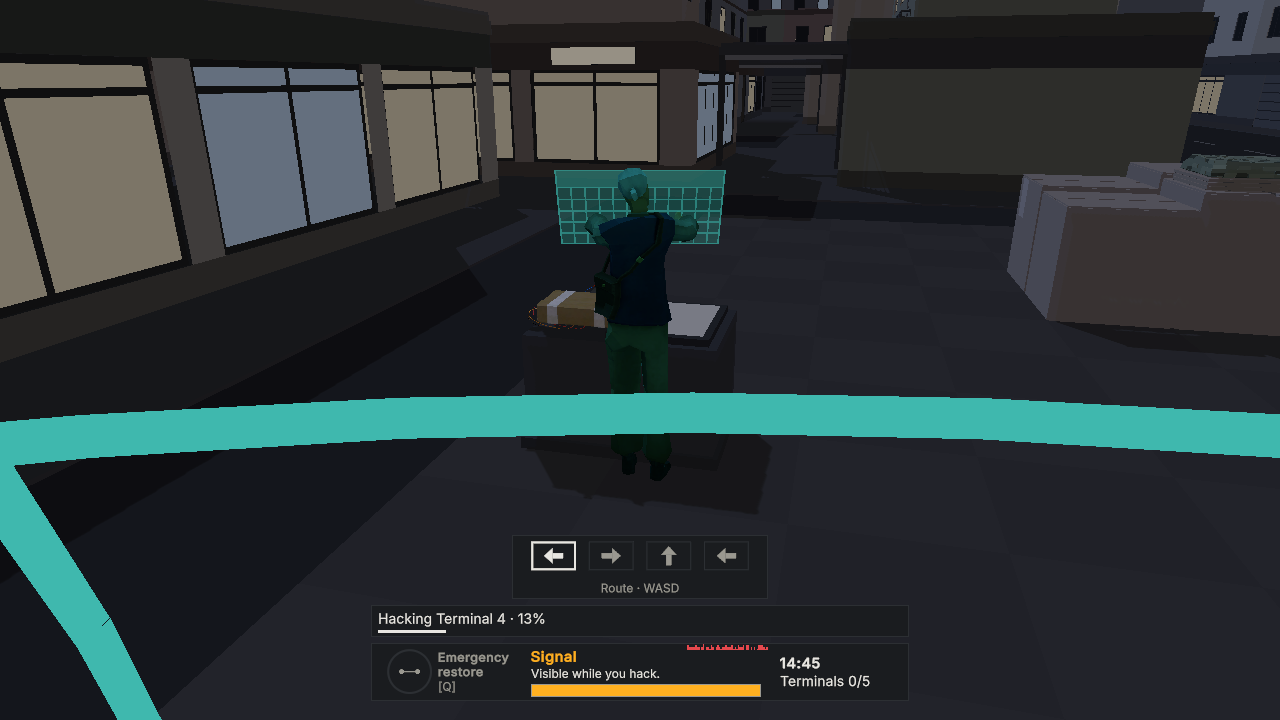 Route · WASD
Hacking Terminal 4 · 13%
Emergency
restore
[Q]
Signal
Visible while you hack.
14:45
Terminals 0/5